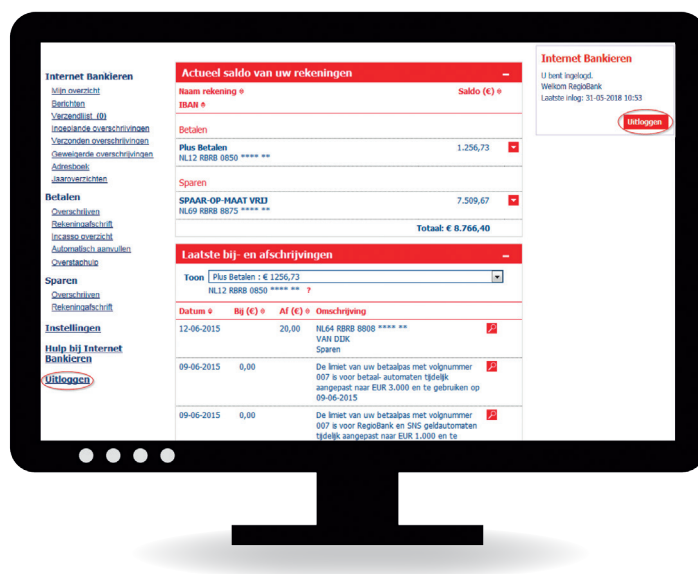 Internet Bankieren
Mijn overzicht
Berichten
Verzendlijst (0)
Ingeplande overschrijvingen
Verzonden overschrijvingen
Geweigerde overschrijvingen
Adresboek
Jaaroverzichten
Betalen
Overschrijven
Rekeningafschrift
Incasso overzicht
Automatisch aanvullen
Overstaphulp
Sparen
Overschrijven
Rekeningafschrift
Instellingen
Hulp bij Internet
Bankieren
Uitloggen
Actueel saldo van uw rekeningen
Naam rekening Saldo (€)
IBAN
Betalen
Plus Betalen 1.256,73
NL12 RBRB 0850 **** **
Sparen
SPAAR-OP-MAAT VRIJ 7.509,67
NL69 RBRB 8875 **** **
Totaal: € 8.766,40
Laatste bij- en afschrijvingen
Toon Plus Betalen : € 1256,73
NL12 RBRB 0850 **** ** ?
Datum Bij (€) Af (€) Omschrijving
12-06-2015 20,00 NL64 RBRB 8808 **** **
VAN DIJK
Sparen
09-06-2015 0,00 De limiet van uw betaalpas met volgnummer
007 is voor betaal- automaten tijdelijk
aangepast naar EUR 3.000 en te gebruiken op
09-06-2015
09-06-2015 0,00 De limiet van uw betaalpas met volgnummer
007 is voor RegioBank en SNS geldautomaten
tijdelijk aangepast naar EUR 1.000 en te
Internet Bankieren
U bent ingelogd.
Welkom RegioBank
Laatste inlog: 31-05-2018 10:53
Uitloggen